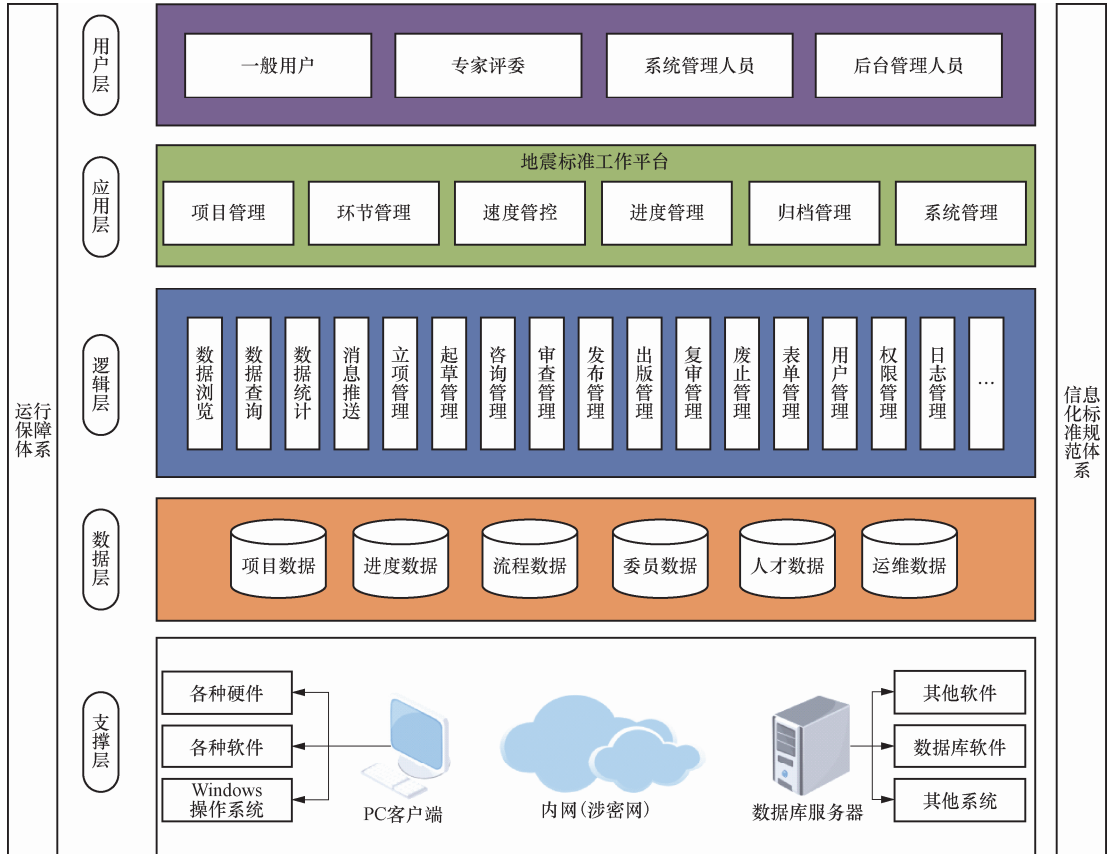 用户层
一般用户
专家评委
系统管理人员
后台管理人员
应用层
地震标准工作平台
项目管理
环节管理
速度管控
进度管理
归档管理
系统管理
逻辑层
数据浏览
数据查询
数据统计
消息推送
立项管理
起草管理
咨询管理
审查管理
发布管理
出版管理
复审管理
废止管理
表单管理
用户管理
权限管理
日志管理
…
运行
保障
体系
信息
化标
准规
范体
系
数据层
项目数据
进度数据
流程数据
委员数据
人才数据
运维数据
支撑层
各种硬件
各种软件
Windows
操作系统
PC客户端
内网(涉密网)
数据库服务器
其他软件
数据库软件
其他系统